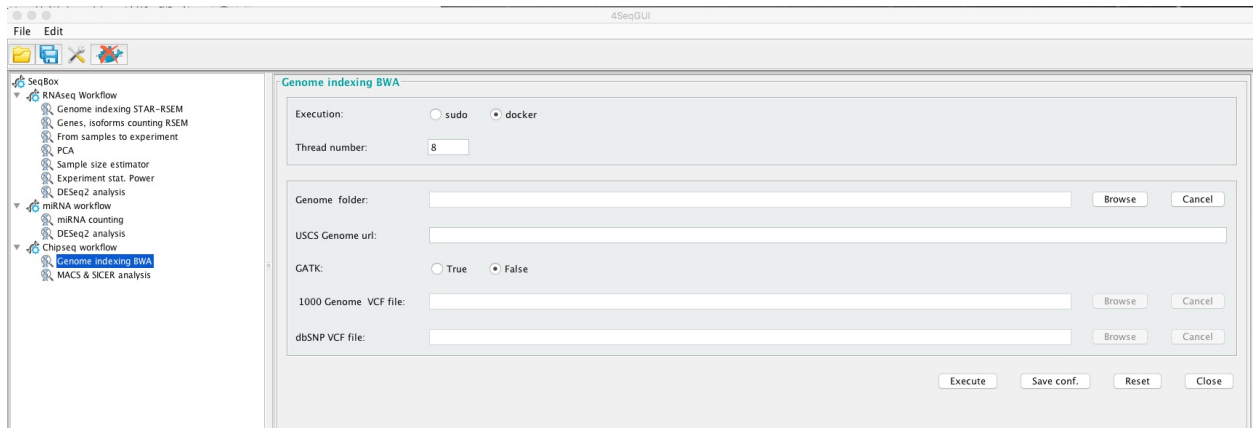 4SeqGUI
File Edit
SeqBox
RNAseq Workflow
Genome indexing STAR-RSEM
Genes, isoforms counting RSEM
From samples to experiment
PCA
Sample size estimator
Experiment stat. Power
DESeq2 analysis
miRNA workflow
miRNA counting
DESeq2 analysis
Chipseq workflow
Genome indexing BWA
MACS & SICER analysis
Genome indexing BWA
Execution: sudo docker
Thread number: 8
Genome folder: Browse Cancel
USCS Genome url:
GATK: True False
1000 Genome VCF file: Browse Cancel
dbSNP VCF file: Browse Cancel
Execute Save conf. Reset Close